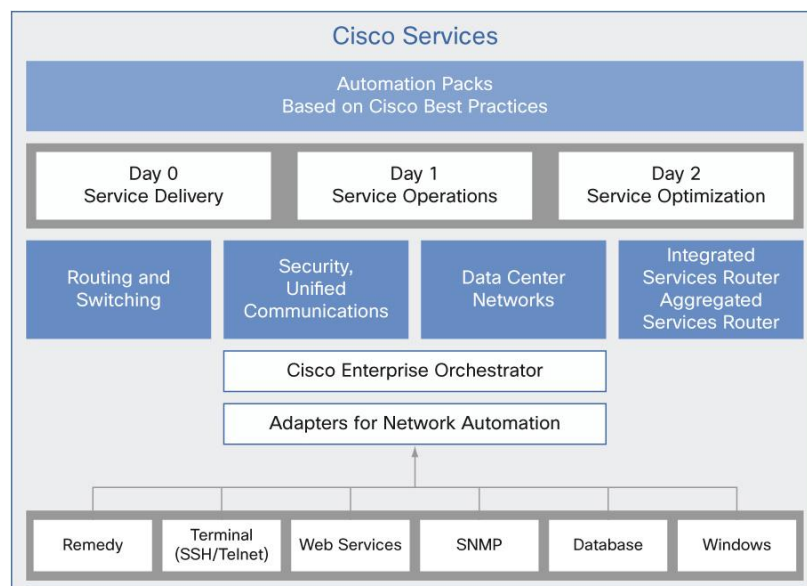 Cisco Services
Automation Packs
Based on Cisco Best Practices
Day 0
Service Delivery
Day 1
Service Operations
Day 2
Service Optimization
Routing and
Switching
Security,
Unified
Communications
Data Center
Networks
Integrated
Services Router
Aggregated
Services Router
Cisco Enterprise Orchestrator
Adapters for Network Automation
Remedy
Terminal
(SSH/Telnet)
Web Services
SNMP
Database
Windows